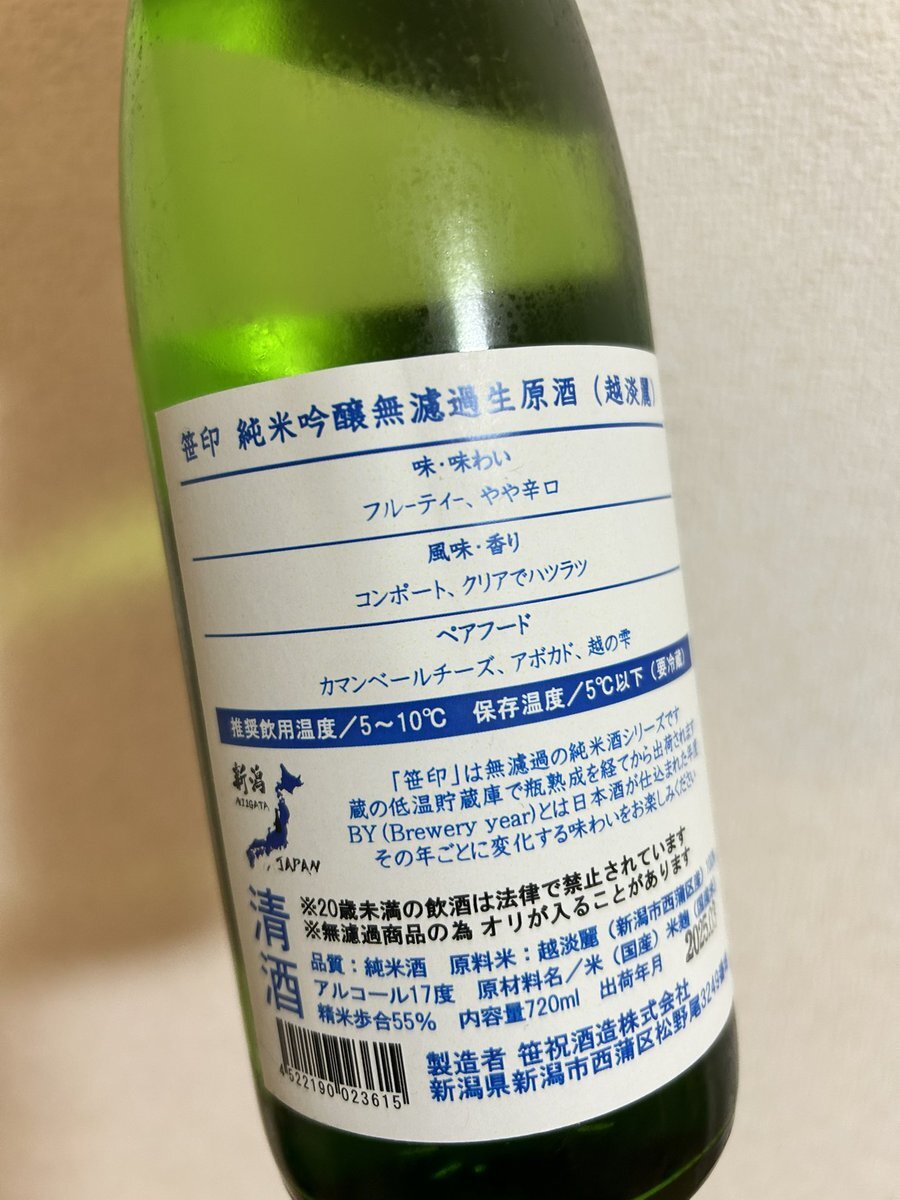 笹印 純米吟醸無濾過生原酒（越淡麗）
味・味わい
フルーティー、やや辛口
風味・香り
コンポート、クリアでハツラツ
ペアフード
カマンベールチーズ、アボカド、越の雫
推奨飲用温度／5～10℃ 保存温度／5℃以下（要冷蔵）
「笹印」は無濾過の純米酒シリーズです
蔵の低温貯蔵庫で瓶熟成を経てから出荷されます
BY(Brewery year)とは日本酒が仕込まれた年度
その年ごとに変化する味わいをお楽しみください
新潟
NIIGATA
JAPAN
清酒
※20歳未満の飲酒は法律で禁止されています
※無濾過商品の為 オリが入ることがあります
品質：純米酒 原料米：越淡麗（新潟市西蒲区産）
アルコール17度 原材料名／米（国産）米麹（国産米）
精米歩合55% 内容量720ml 出荷年月 2025.
製造者 笹祝酒造株式会社
新潟県新潟市西蒲区松野尾3249
4522190023615